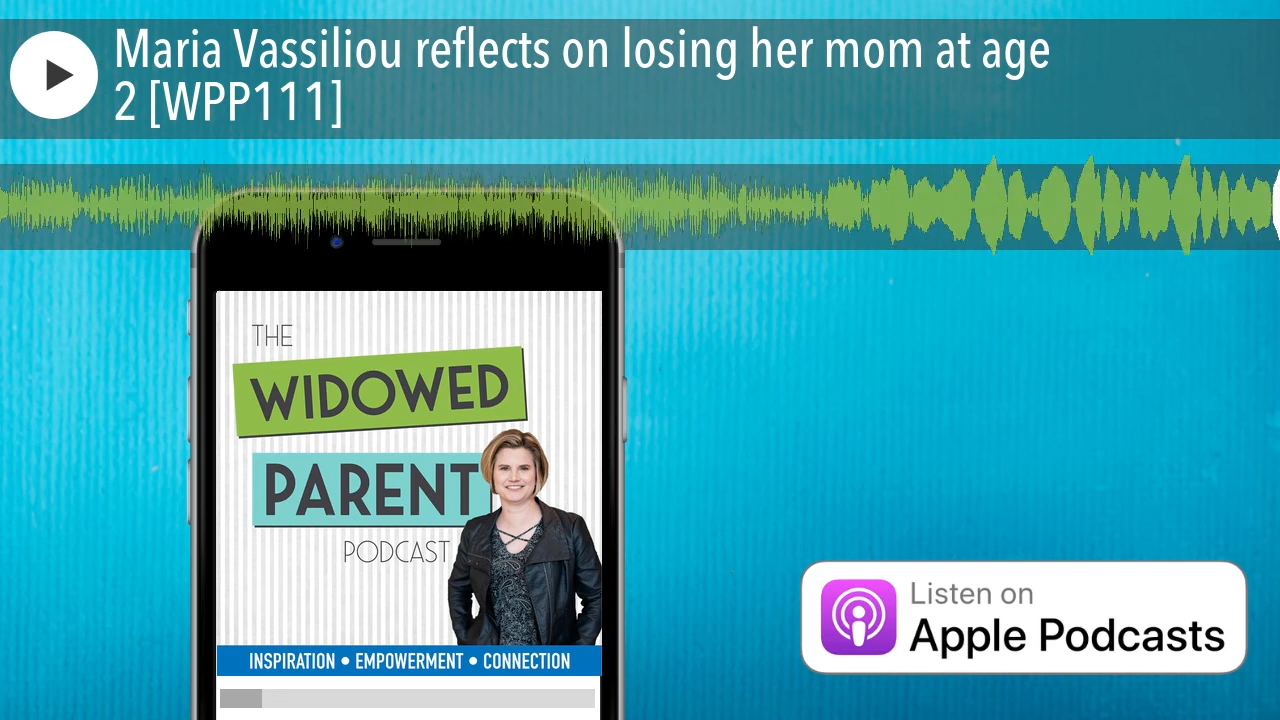 Maria Vassiliou reflects on losing her mom at age
2 [WPP111]
THE
WIDOWED
PARENT
PODCAST
INSPIRATION • EMPOWERMENT • CONNECTION
Listen on
Apple Podcasts